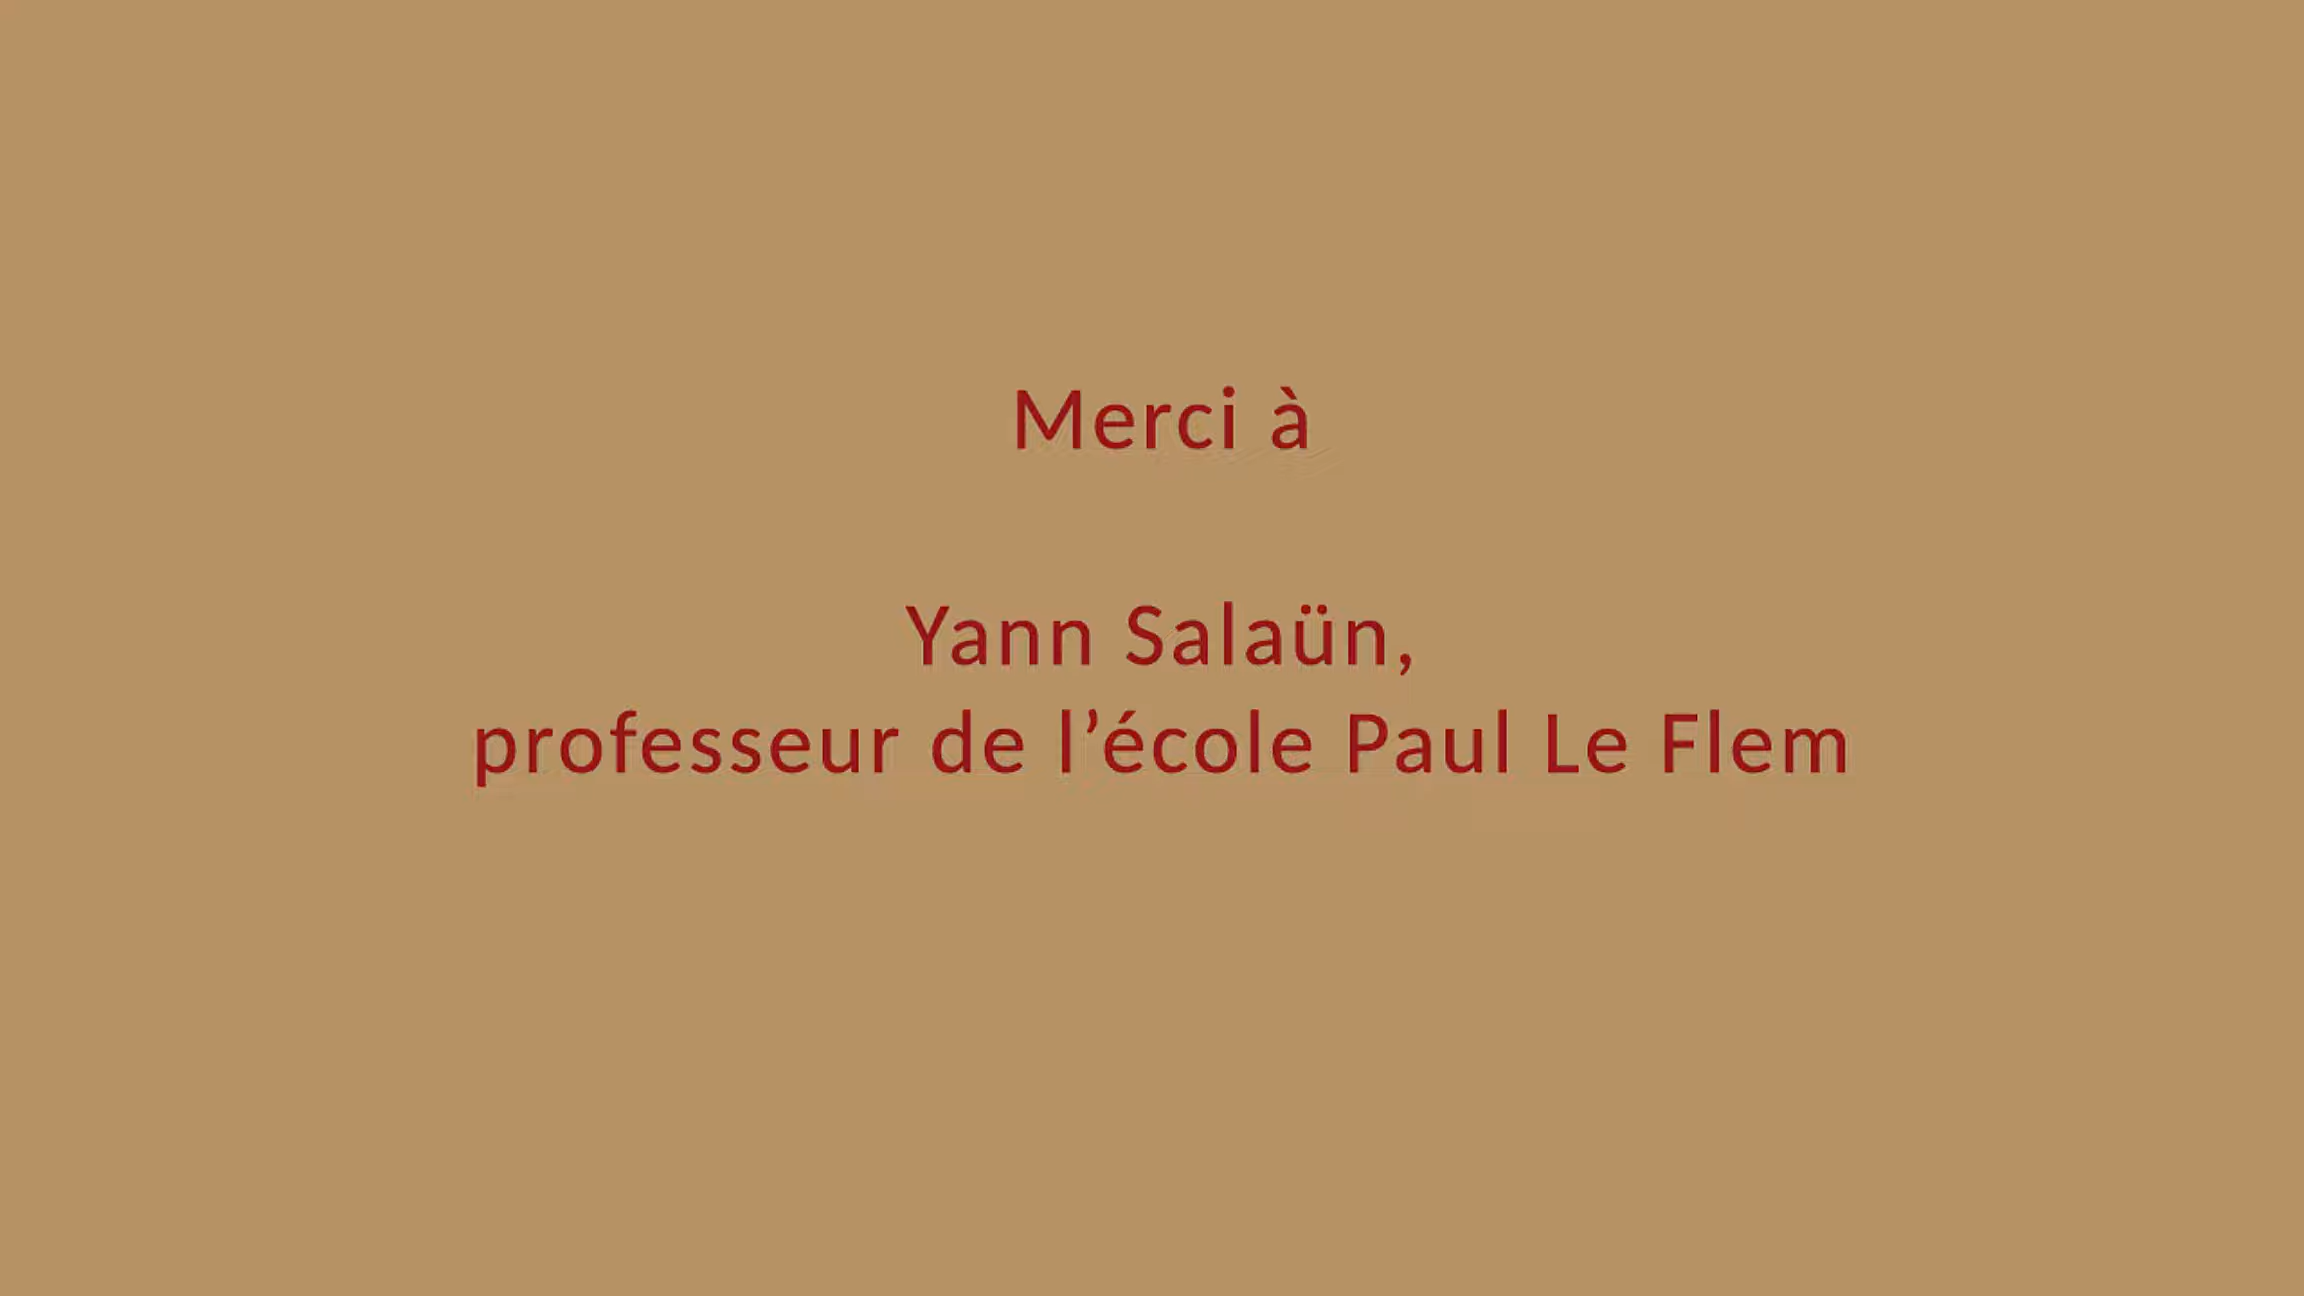 Merci à
Yann Salaün,
professeur de l’école Paul Le Flem